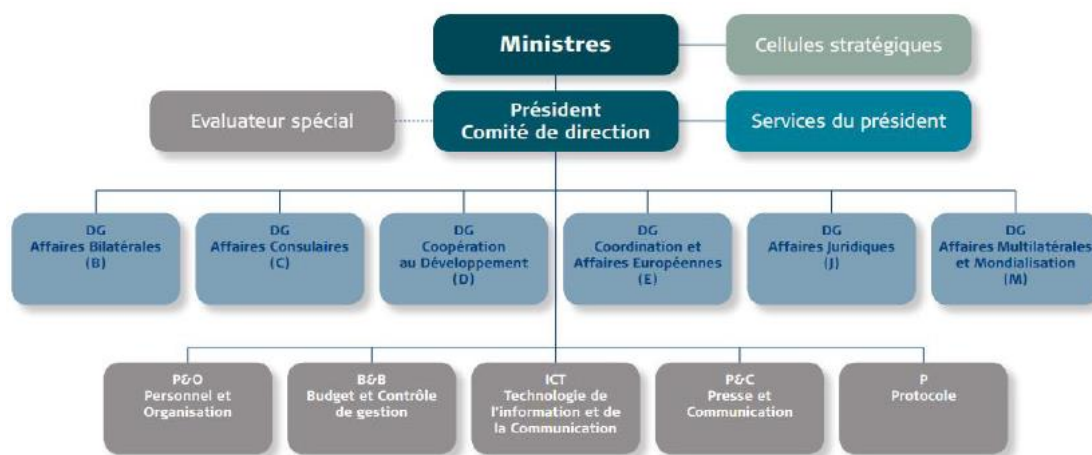 Ministres
Cellules stratégiques
Evaluateur spécial
Président
Comité de direction
Services du président
DG
Affaires Bilatérales
(B)
DG
Affaires Consulaires
(C)
DG
Coopération
au Développement
(D)
DG
Coordination et
Affaires Européennes
(E)
DG
Affaires Juridiques
(J)
DG
Affaires Multilatérales
et Mondialisation
(M)
P&O
Personnel et
Organisation
B&B
Budget et Contrôle
de gestion
ICT
Technologie de
l'information et de
la Communication
P&C
Presse et
Communication
P
Protocole